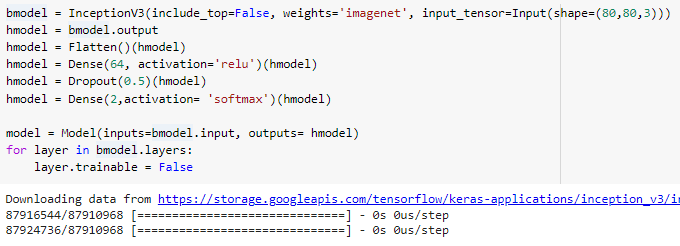 bmodel = InceptionV3(include_top=False, weights='imagenet', input_tensor=Input(shape=(80,80,3)))
hmodel = bmodel.output
hmodel = Flatten()(hmodel)
hmodel = Dense(64, activation='relu')(hmodel)
hmodel = Dropout(0.5)(hmodel)
hmodel = Dense(2,activation= 'softmax')(hmodel)
model = Model(inputs=bmodel.input, outputs= hmodel)
for layer in bmodel.layers:
    layer.trainable = False
Downloading data from https://storage.googleapis.com/tensorflow/keras-applications/inception_v3/i
87916544/87910968 [==============================] - 0s 0us/step
87924736/87910968 [==============================] - 0s 0us/step